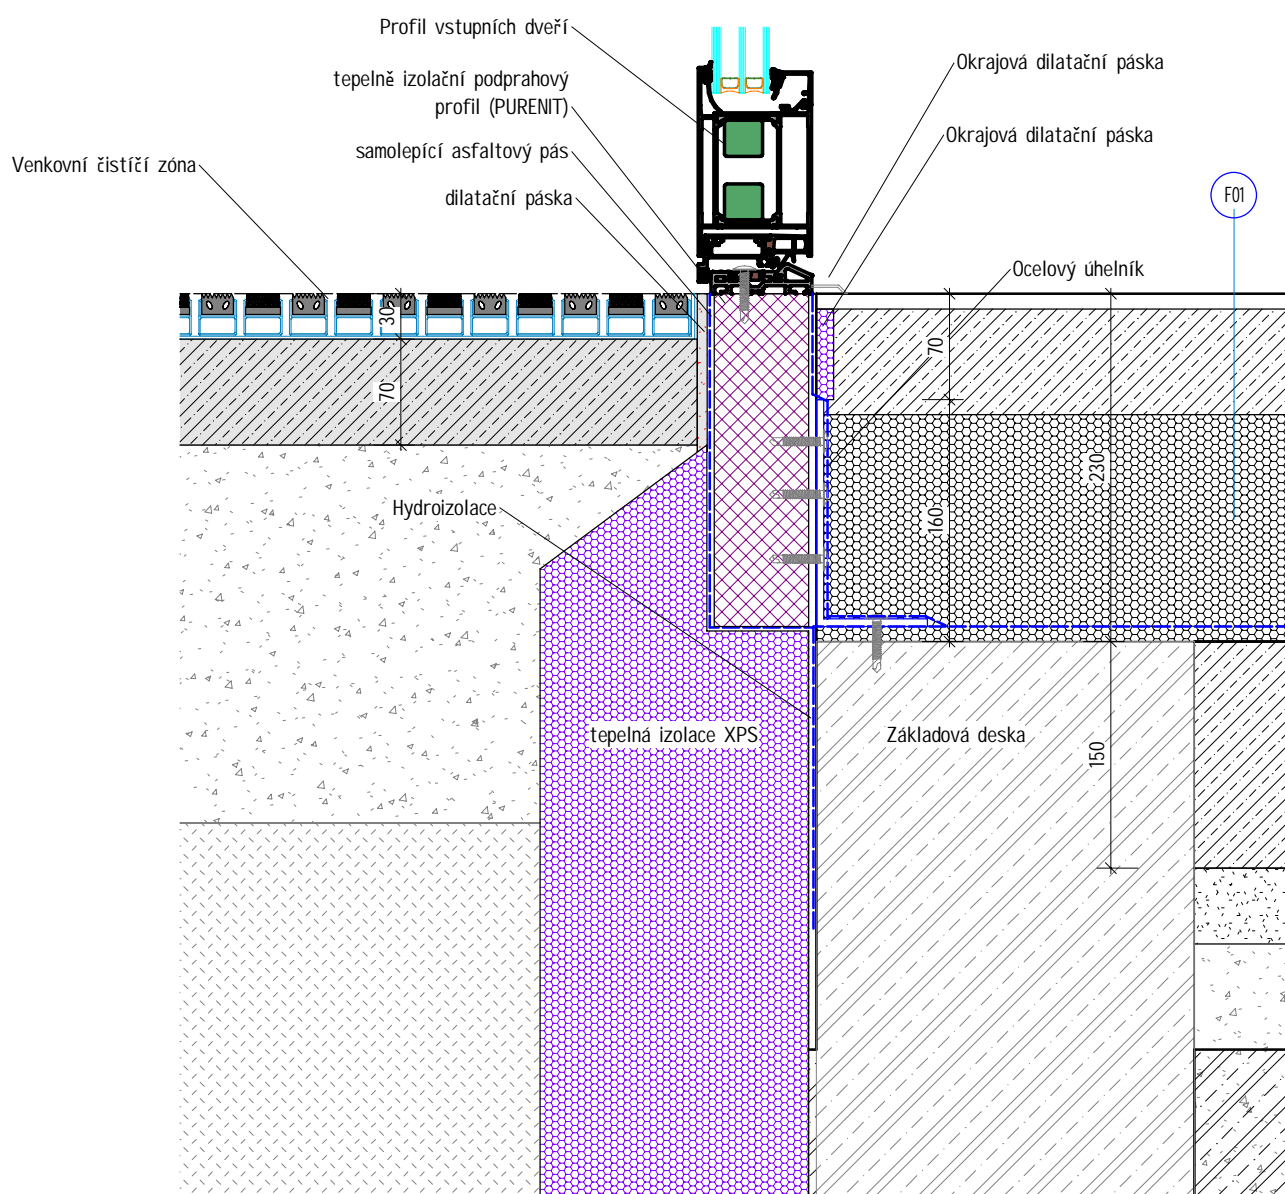 Profil vstupních dveří
tepelně izolační podprahový
profil (PURENIT)
samolepící asfaltový pás
dilatační páska
Venkovní čistíčí zóna
Okrajová dilatační páska
Okrajová dilatační páska
F01
Ocelový úhelník
30
70
70
230
160
Hydroizolace
tepelná izolace XPS
Základová deska
150